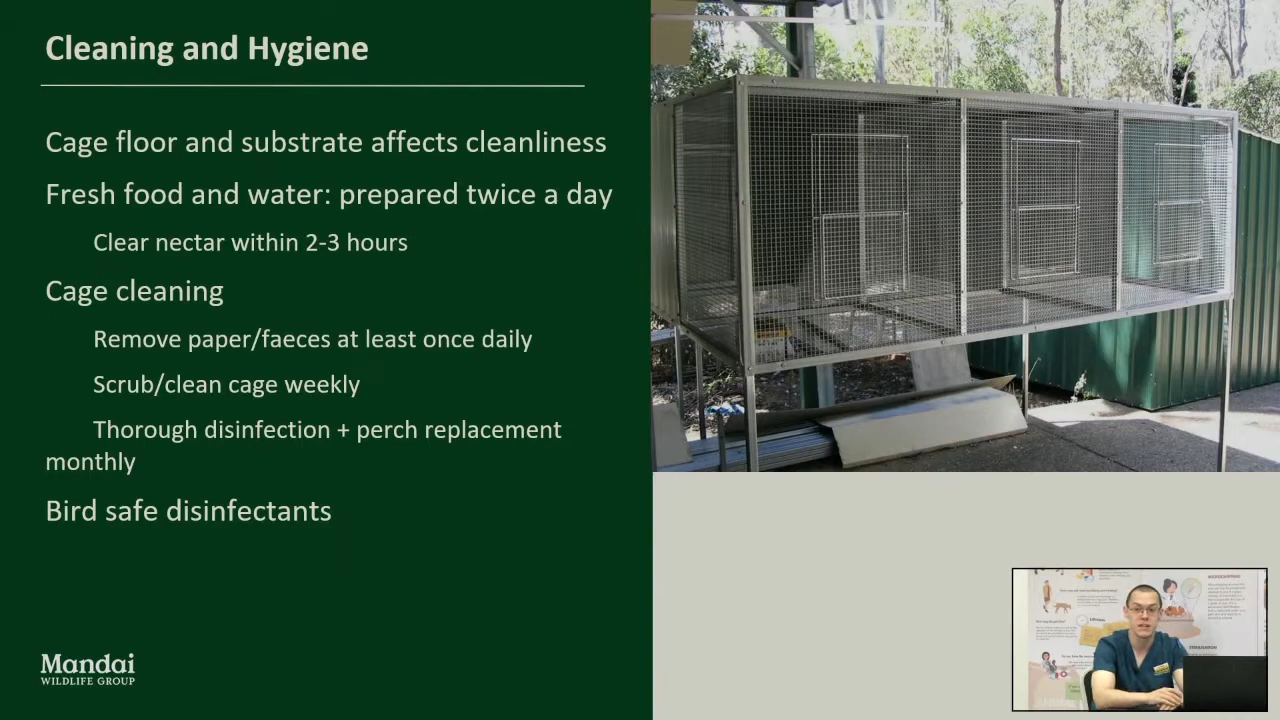 Cleaning and Hygiene
Cage floor and substrate affects cleanliness
Fresh food and water: prepared twice a day
Clear nectar within 2-3 hours
Cage cleaning
Remove paper/faeces at least once daily
Scrub/clean cage weekly
Thorough disinfection + perch replacement
monthly
Bird safe disinfectants
Mandai
WILDLIFE GROUP
MICROCHIPPING